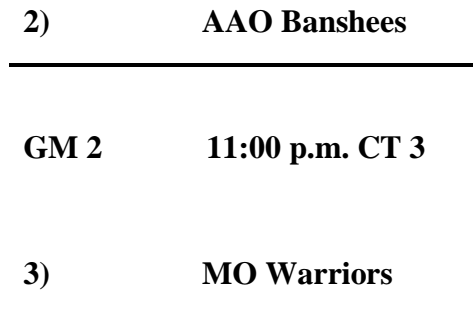 2) AAO Banshees
GM 2 11:00 p.m. CT 3
3) MO Warriors